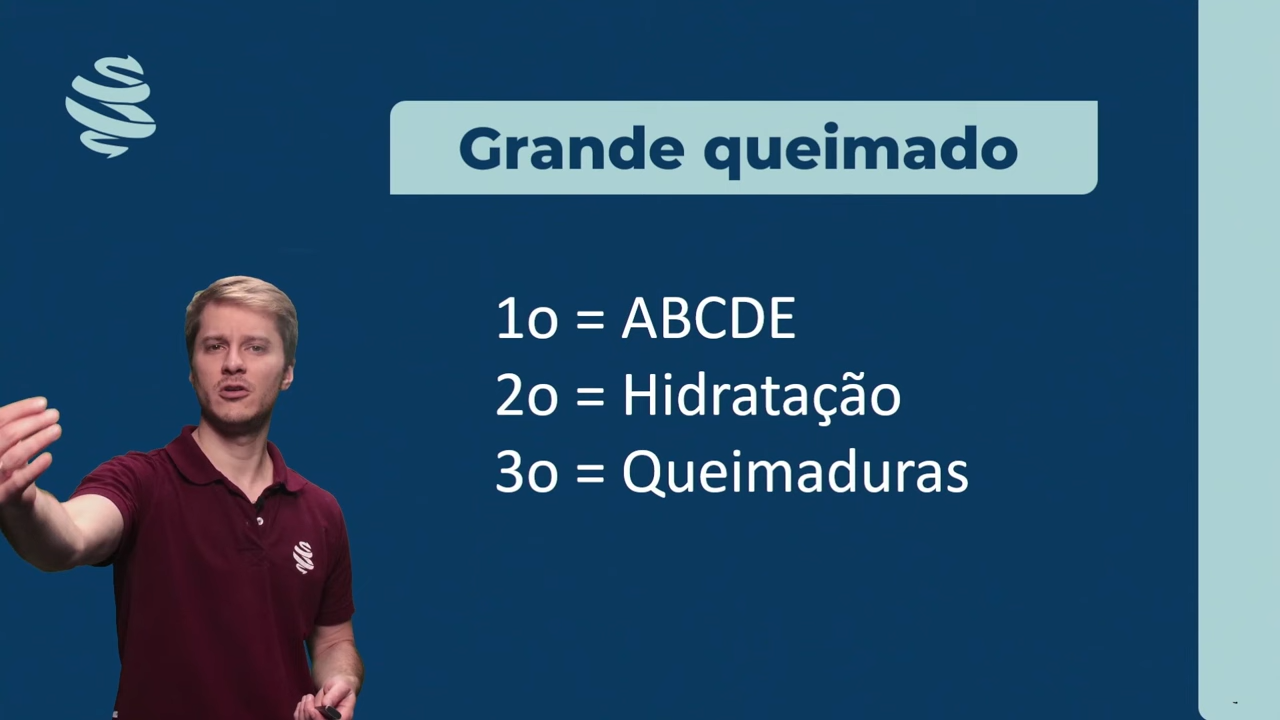 Grande queimado
1o = ABCDE
2o = Hidratação
3o = Queimaduras